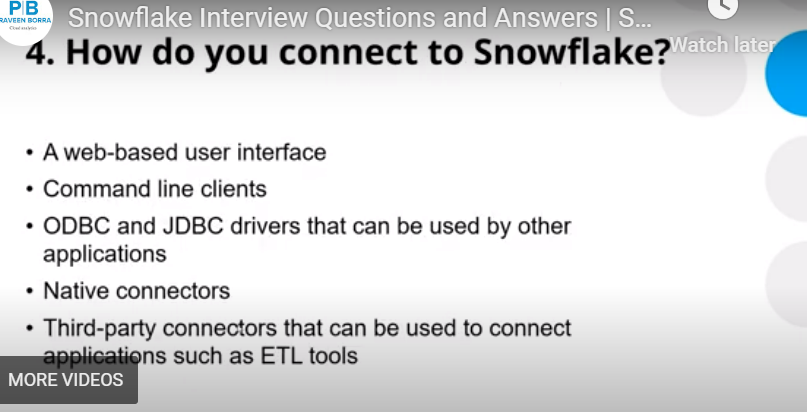 P|B
RAVEEN BORRA
Cloud analytics
Snowflake Interview Questions and Answers | S...
4. How do you connect to Snowflake?
Watch later
• A web-based user interface
• Command line clients
• ODBC and JDBC drivers that can be used by other
applications
• Native connectors
• Third-party connectors that can be used to connect
applications such as ETL tools
MORE VIDEOS